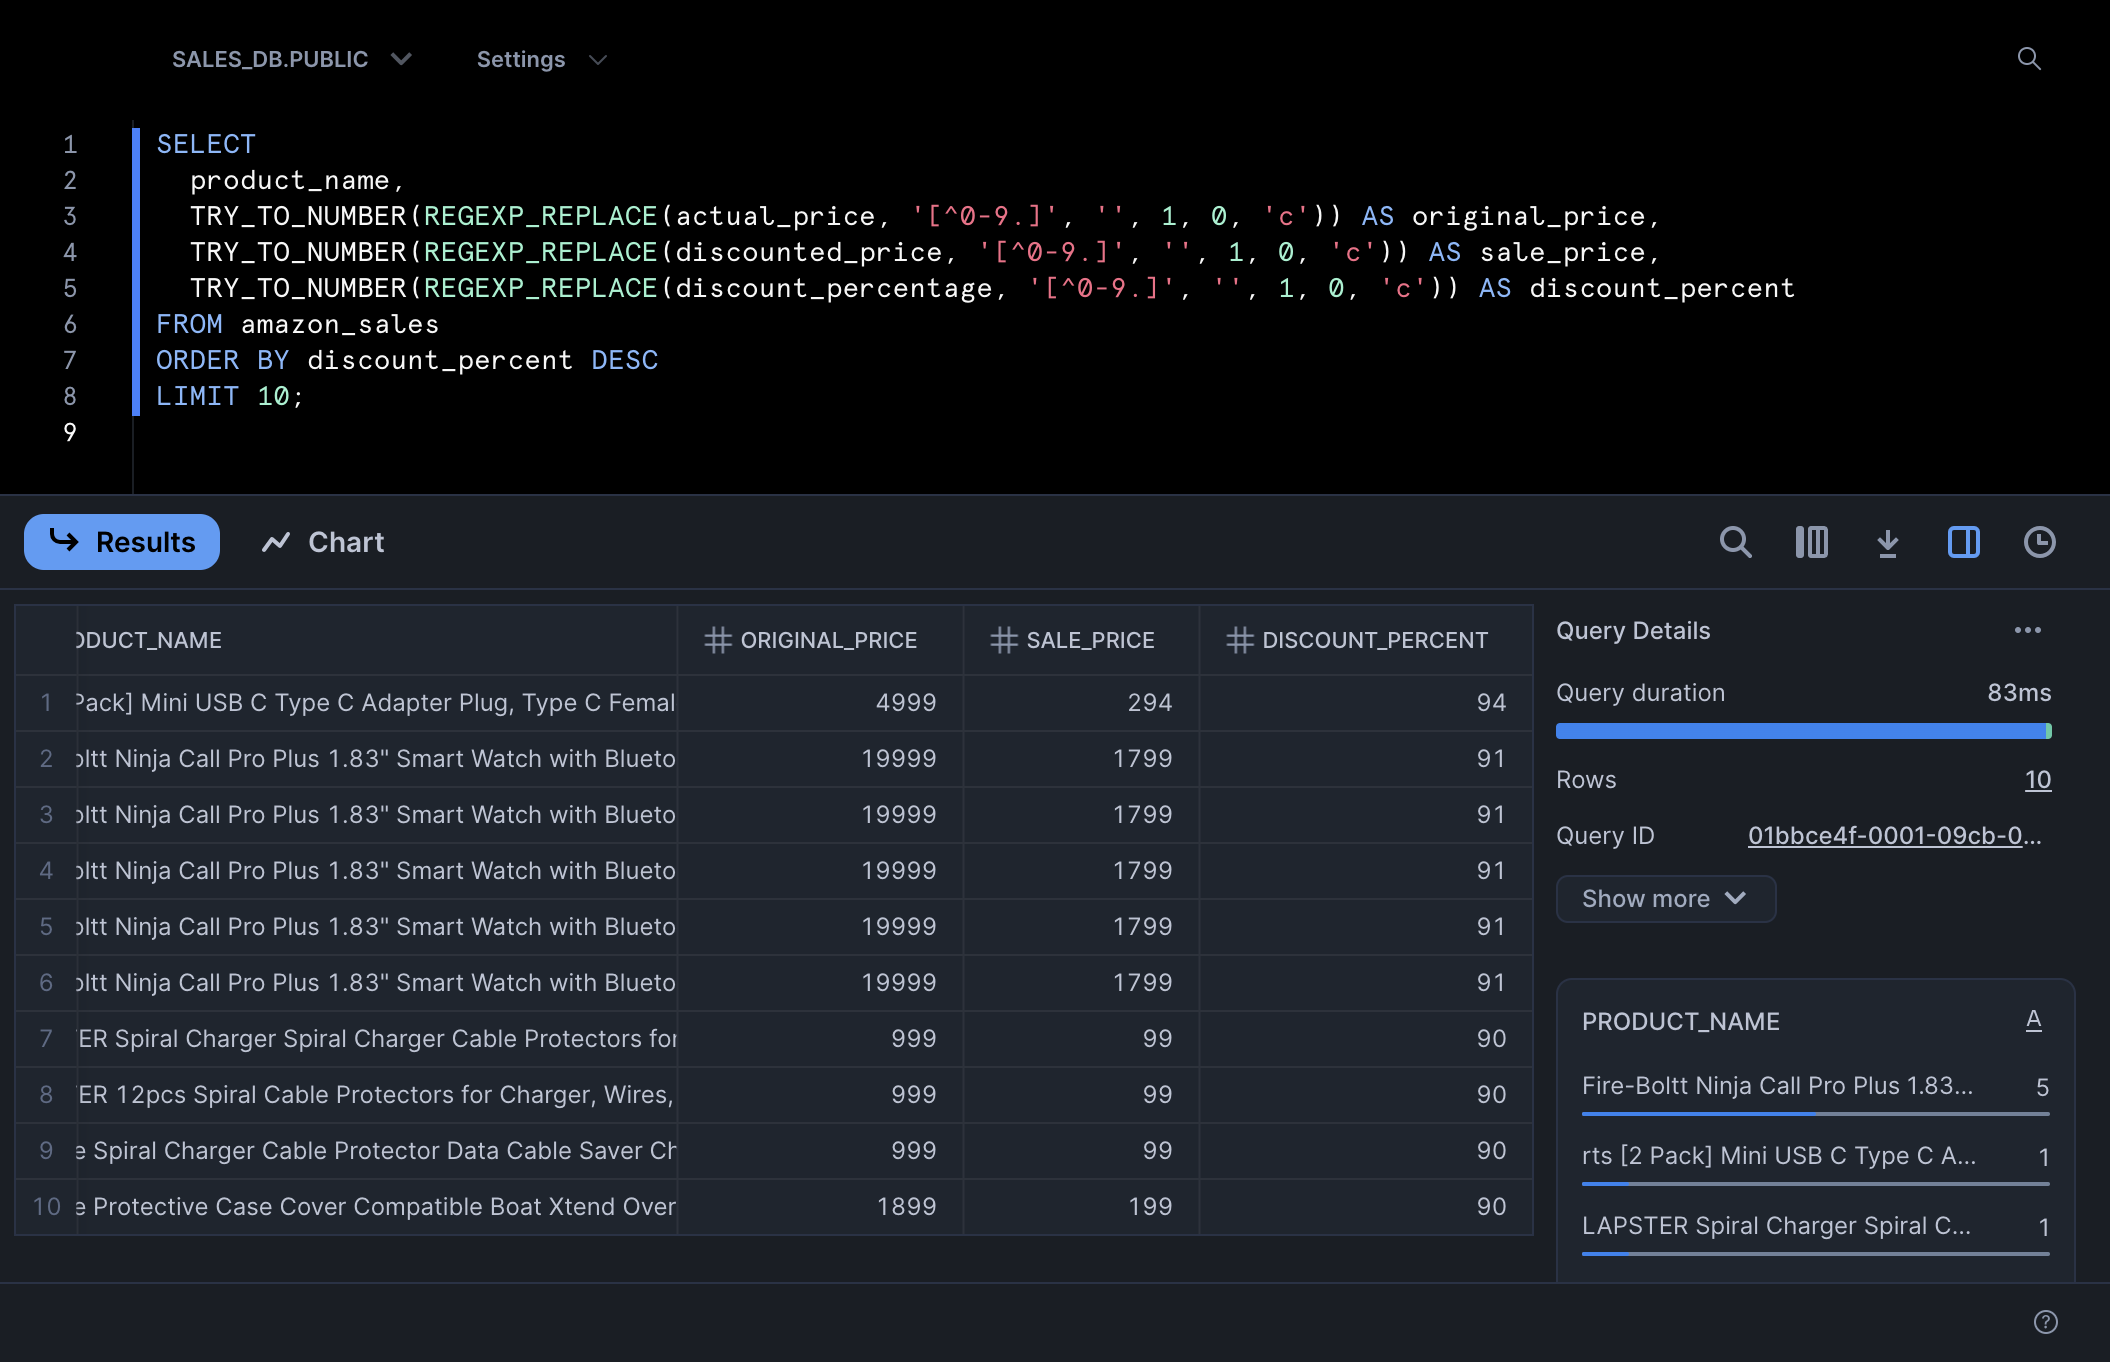 SALES_DB.PUBLIC Settings
1 SELECT
2 product_name,
3 TRY_TO_NUMBER(REGEXP_REPLACE(actual_price, '[^0-9.]', '', 1, 0, 'c')) AS original_price,
4 TRY_TO_NUMBER(REGEXP_REPLACE(discounted_price, '[^0-9.]', '', 1, 0, 'c')) AS sale_price,
5 TRY_TO_NUMBER(REGEXP_REPLACE(discount_percentage, '[^0-9.]', '', 1, 0, 'c')) AS discount_percent
6 FROM amazon_sales
7 ORDER BY discount_percent DESC
8 LIMIT 10;
9
Results Chart
ODUCT_NAME ORIGINAL_PRICE SALE_PRICE DISCOUNT_PERCENT
1 Pack] Mini USB C Type C Adapter Plug, Type C Femal 4999 294 94
2 oltt Ninja Call Pro Plus 1.83" Smart Watch with Blueto 19999 1799 91
3 oltt Ninja Call Pro Plus 1.83" Smart Watch with Blueto 19999 1799 91
4 oltt Ninja Call Pro Plus 1.83" Smart Watch with Blueto 19999 1799 91
5 oltt Ninja Call Pro Plus 1.83" Smart Watch with Blueto 19999 1799 91
6 oltt Ninja Call Pro Plus 1.83" Smart Watch with Blueto 19999 1799 91
7 ER Spiral Charger Spiral Charger Cable Protectors for 999 99 90
8 ER 12pcs Spiral Cable Protectors for Charger, Wires, 999 99 90
9 e Spiral Charger Cable Protector Data Cable Saver Ch 999 99 90
10 e Protective Case Cover Compatible Boat Xtend Over 1899 199 90
Query Details ...
Query duration 83ms
Rows 10
Query ID 01bbce4f-0001-09cb-0...
Show more
PRODUCT_NAME A
Fire-Boltt Ninja Call Pro Plus 1.83... 5
rts [2 Pack] Mini USB C Type C A... 1
LAPSTER Spiral Charger Spiral C... 1
?